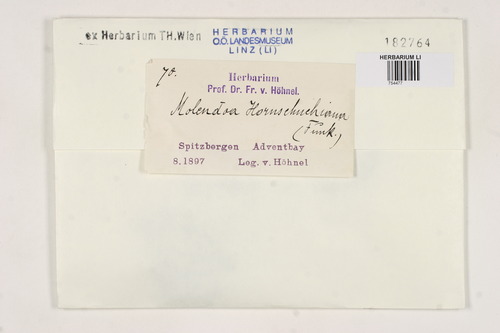 ex Herbarium TH.Wien
HERBARIUM
O.Ö. LANDESMUSEUM
LINZ (LI)
182764
HERBARIUM LI
70.
Herbarium
Prof. Dr. Fr. v. Höhnel.
Molendoa Hornschuchiana
(Funk.)
Spitzbergen Adventbay
8.1897 Leg. v. Höhnel